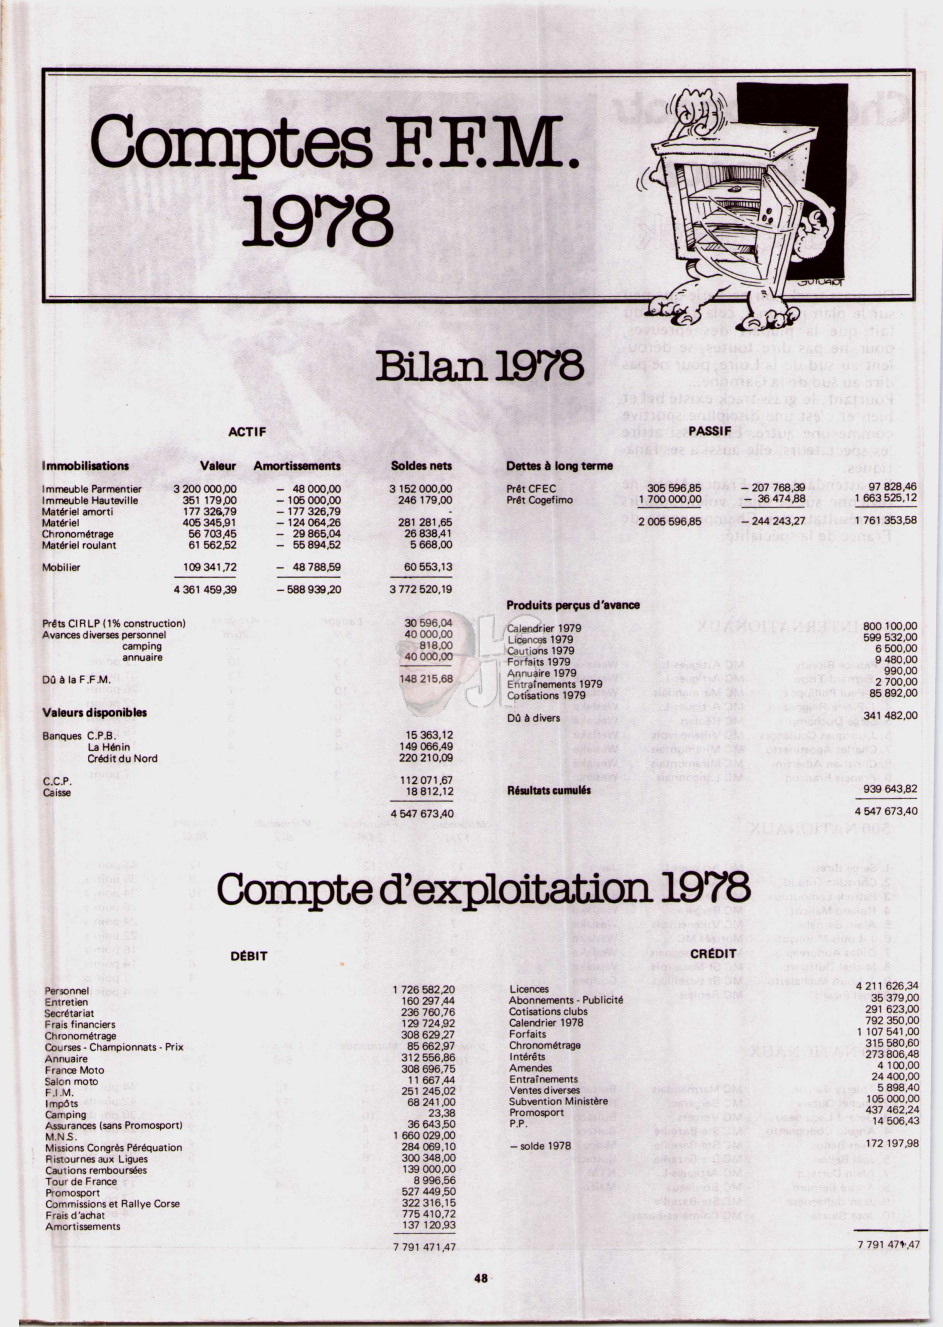 Comptes F.F.M.
1978
GUIGNOT
Bilan 1978
ACTIF
Immobilisations Valeur Amortissements Soldes nets
Immeuble Parmentier 3 200 000,00 — 48 000,00 3 152 000,00
Immeuble Hauteville 351 179,00 — 105 000,00 246 179,00
Matériel amorti 177 326,79 — 177 326,79 -
Matériel 405 345,91 — 124 064,26 281 281,65
Chronométrage 56 703,45 — 29 865,04 26 838,41
Matériel roulant 61 562,52 — 55 894,52 5 668,00
Mobilier 109 341,72 — 48 788,59 60 553,13
4 361 459,39 — 588 939,20 3 772 520,19
Prêts CIRLP (1% construction) 30 596,04
Avances diverses personnel 40 000,00
camping 818,00
annuaire 40 000,00
Dû à la F.F.M. 148 215,68
Valeurs disponibles
Banques C.P.B. 15 363,12
La Hénin 149 066,49
Crédit du Nord 220 210,09
C.C.P. 112 071,67
Caisse 18 812,12
4 547 673,40
PASSIF
Dettes à long terme
Prêt CFEC 305 596,85 — 207 768,39 97 828,46
Prêt Cogefimo 1 700 000,00 — 36 474,88 1 663 525,12
2 005 596,85 — 244 243,27 1 761 353,58
Produits perçus d'avance
Calendrier 1979 800 100,00
Licences 1979 599 532,00
Cautions 1979 6 500,00
Forfaits 1979 9 480,00
Annuaire 1979 990,00
Entraînements 1979 2 700,00
Cotisations 1979 85 892,00
Dû à divers 341 482,00
Résultats cumulés 939 643,82
4 547 673,40
Compte d'exploitation 1978
DÉBIT
Personnel 1 726 582,20
Entretien 160 297,44
Secrétariat 236 760,76
Frais financiers 129 724,92
Chronométrage 308 629,27
Courses - Championnats - Prix 85 662,97
Annuaire 312 556,86
France Moto 308 696,75
Salon moto 11 667,44
F.I.M. 251 245,02
Impôts 68 241,00
Camping 23,38
Assurances (sans Promosport) 36 643,50
M.N.S. 1 660 029,00
Missions Congrès Péréquation 284 069,10
Ristournes aux Ligues 300 348,00
Cautions remboursées 139 000,00
Tour de France 8 996,56
Promosport 527 449,50
Commissions et Rallye Corse 322 316,15
Frais d'achat 775 410,72
Amortissements 137 120,93
7 791 471,47
CRÉDIT
Licences 4 211 626,34
Abonnements - Publicité 35 379,00
Cotisations clubs 291 623,00
Calendrier 1978 792 350,00
Forfaits 1 107 541,00
Chronométrage 315 580,60
Intérêts 273 806,48
Amendes 4 100,00
Entraînements 24 400,00
Ventes diverses 5 898,40
Subvention Ministère 105 000,00
Promosport 437 462,24
P.P. 14 506,43
— solde 1978 172 197,98
7 791 471,47
48